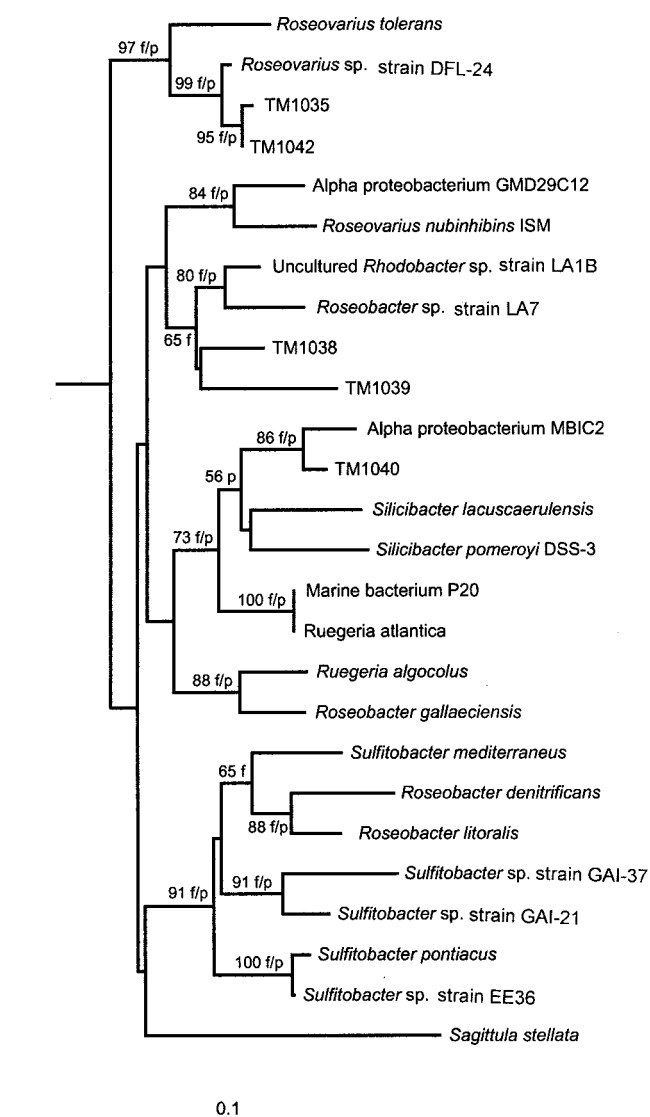 Roseovarius tolerans
97 f/p
Roseovarius sp. strain DFL-24
99 f/p
TM1035
95 f/p
TM1042
Alpha proteobacterium GMD29C12
84 f/p
Roseovarius nubinhibins ISM
Uncultured Rhodobacter sp. strain LA1B
80 f/p
Roseobacter sp. strain LA7
65 f
TM1038
TM1039
Alpha proteobacterium MBIC2
86 f/p
TM1040
56 p
Silicibacter lacuscaerulensis
73 f/p
Silicibacter pomeroyi DSS-3
Marine bacterium P20
100 f/p
Ruegeria atlantica
Ruegeria algocolus
88 f/p
Roseobacter gallaeciensis
Sulfitobacter mediterraneus
65 f
Roseobacter denitrificans
88 f/p
Roseobacter litoralis
Sulfitobacter sp. strain GAI-37
91 f/p
91 f/p
Sulfitobacter sp. strain GAI-21
Sulfitobacter pontiacus
100 f/p
Sulfitobacter sp. strain EE36
Sagittula stellata
0.1